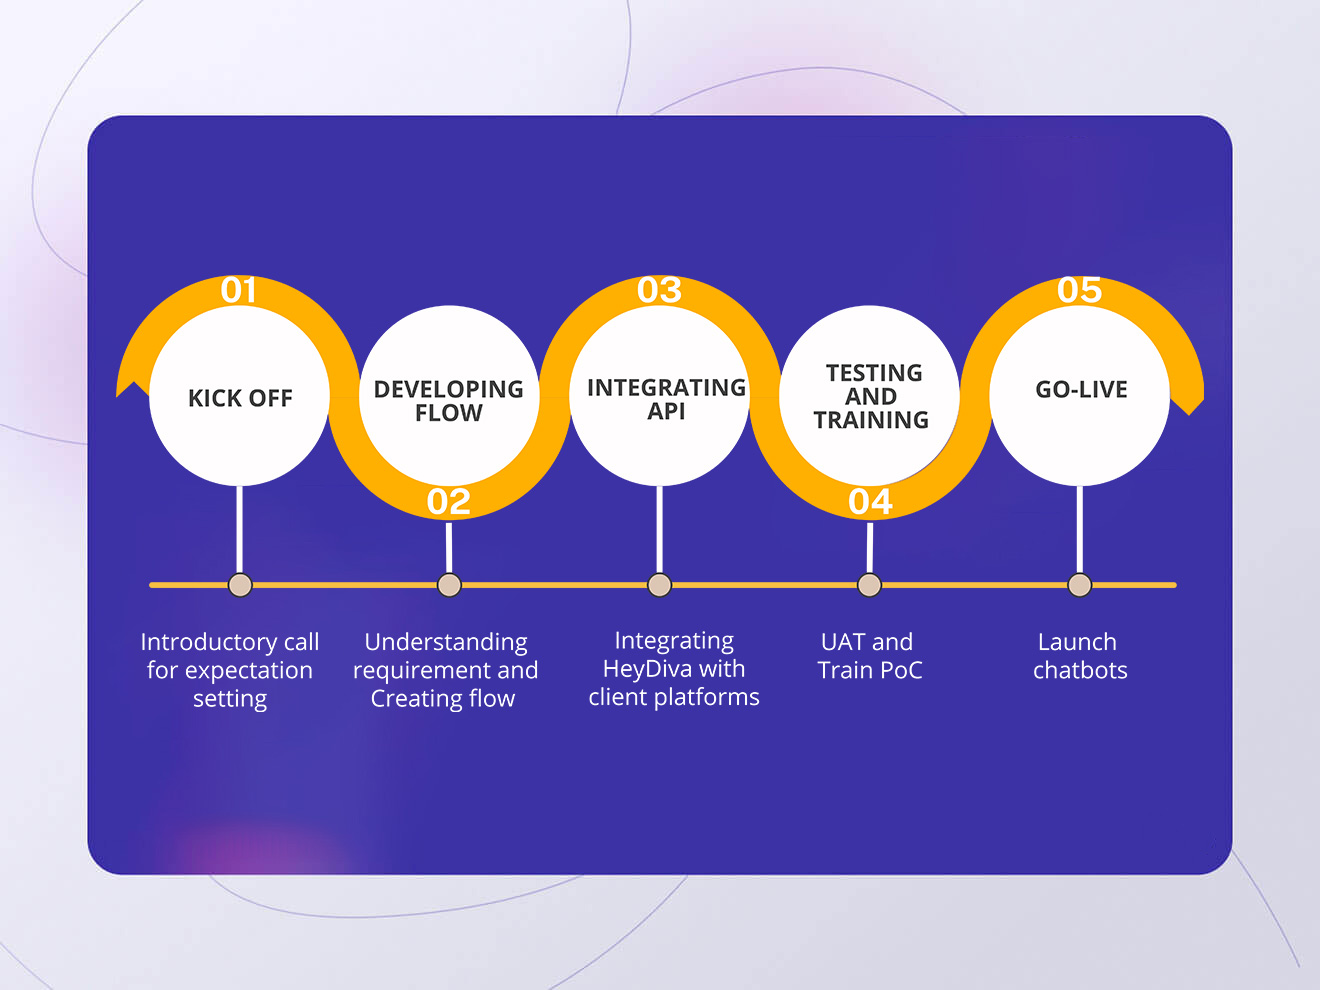 01
KICK OFF
Introductory call
for expectation
setting
02
DEVELOPING
FLOW
Understanding
requirement and
Creating flow
03
INTEGRATING
API
Integrating
HeyDiva with
client platforms
04
TESTING
AND
TRAINING
UAT and
Train PoC
05
GO-LIVE
Launch
chatbots